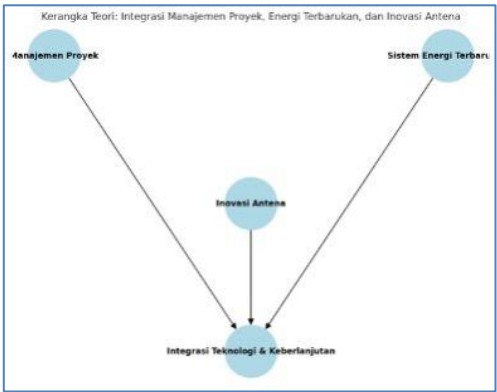 Kerangka Teori: Integrasi Manajemen Proyek, Energi Terbarukan, dan Inovasi Antena
Manajemen Proyek
Sistem Energi Terbaru
Inovasi Antena
Integrasi Teknologi & Keberlanjutan